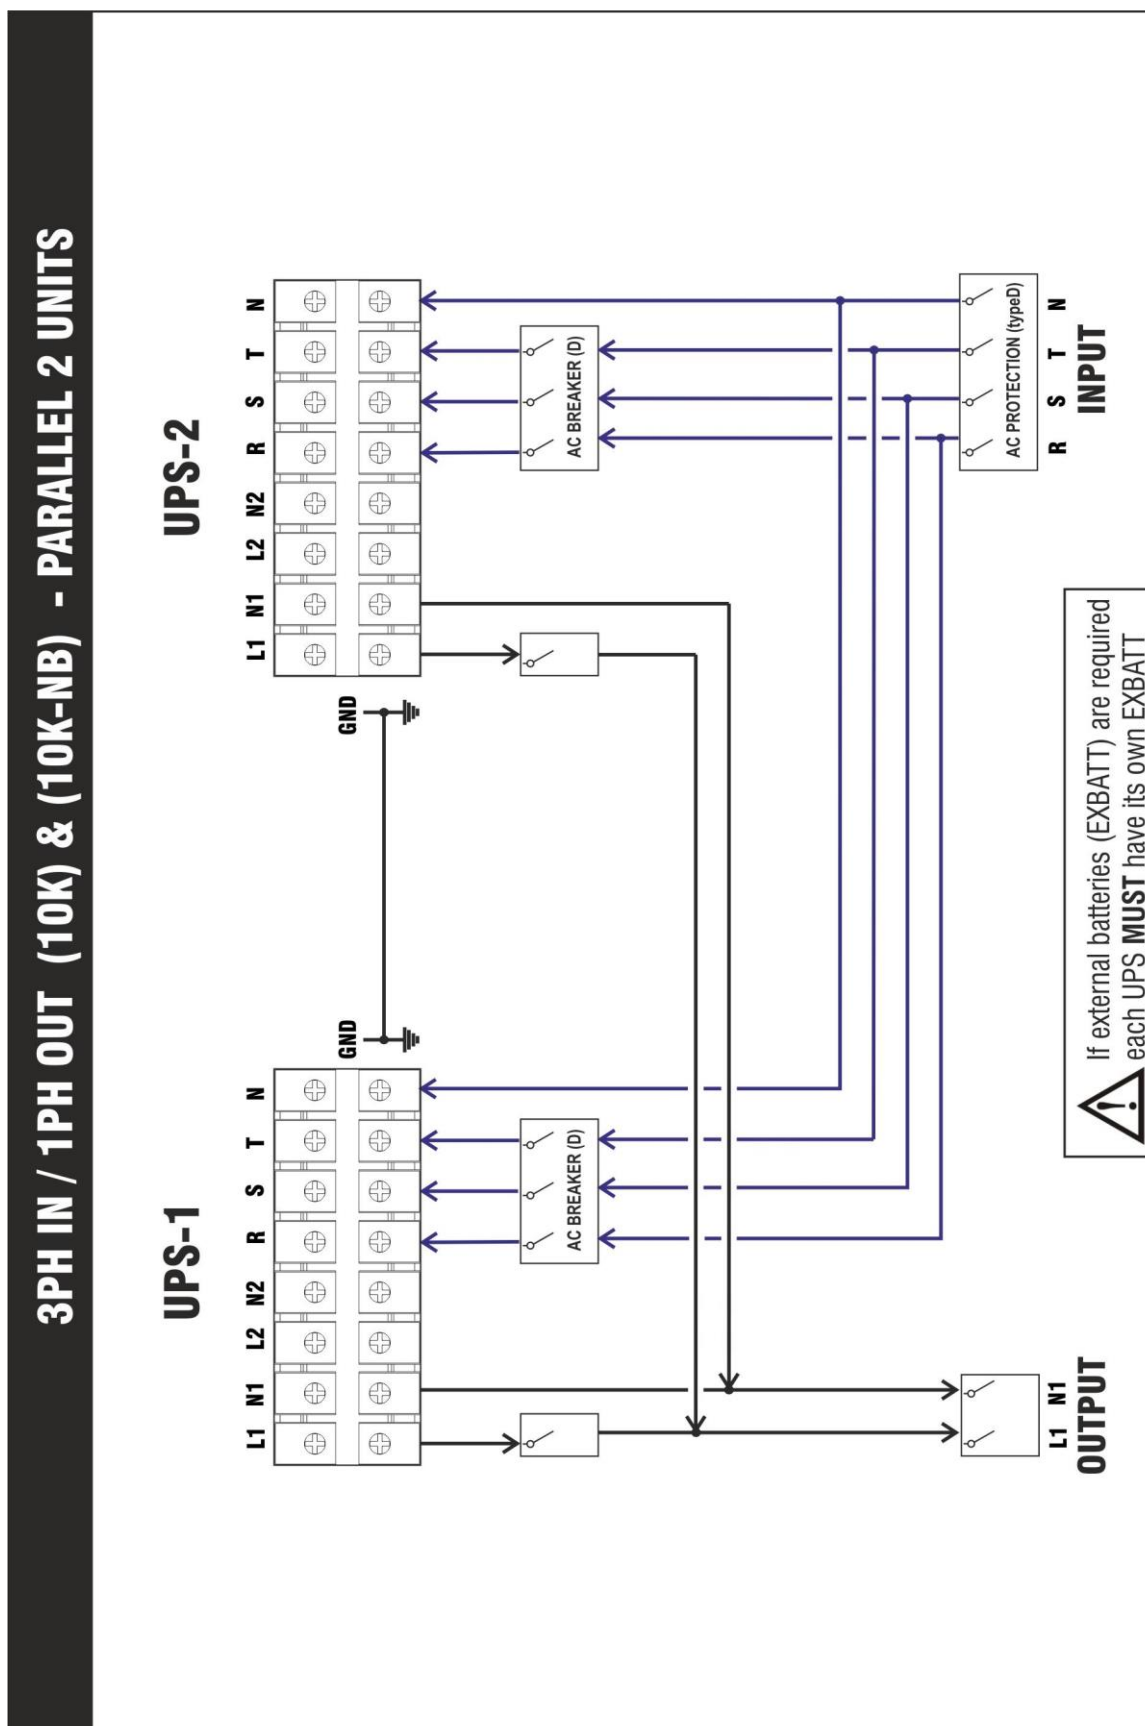 3PH IN / 1PH OUT (10K) & (10K-NB) - PARALLEL 2 UNITS
UPS-1
UPS-2
L1 N1 L2 N2 R S T N
L1 N1 L2 N2 R S T N
GND
GND
AC BREAKER (D)
AC BREAKER (D)
AC PROTECTION (typeD)
L1 N1
R S T N
OUTPUT
INPUT
If external batteries (EXBATT) are required
each UPS MUST have its own EXBATT